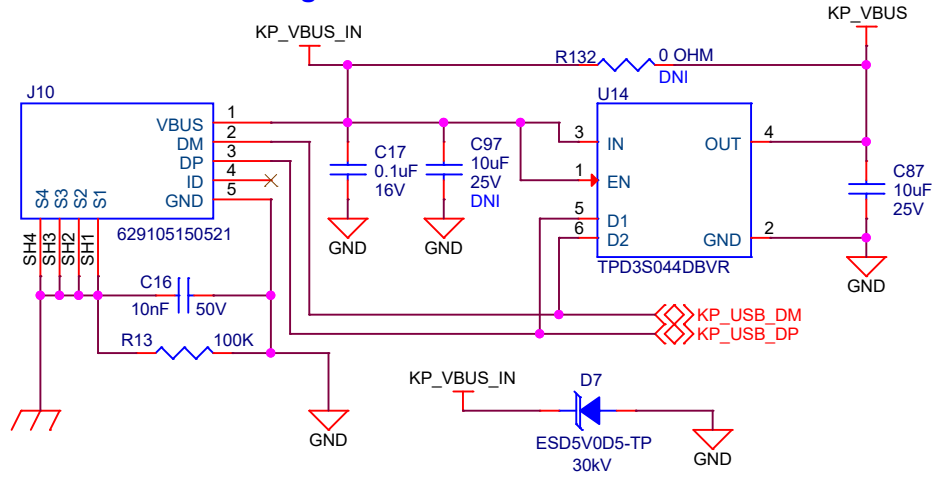 KP_VBUS
KP_VBUS_IN
R132
0 OHM
DNI
J10
U14
1
VBUS
2
DM
3
DP
4
ID
5
GND
S4
S3
S2
S1
629105150521
SH4
SH3
SH2
SH1
C17
0.1uF
16V
GND
C97
10uF
25V
DNI
GND
3
IN
OUT
4
1
EN
5
D1
6
D2
GND
2
TPD3S044DBVR
C87
10uF
25V
GND
C16
10nF
50V
KP_USB_DM
KP_USB_DP
R13
100K
GND
KP_VBUS_IN
D7
ESD5V0D5-TP
30kV
GND